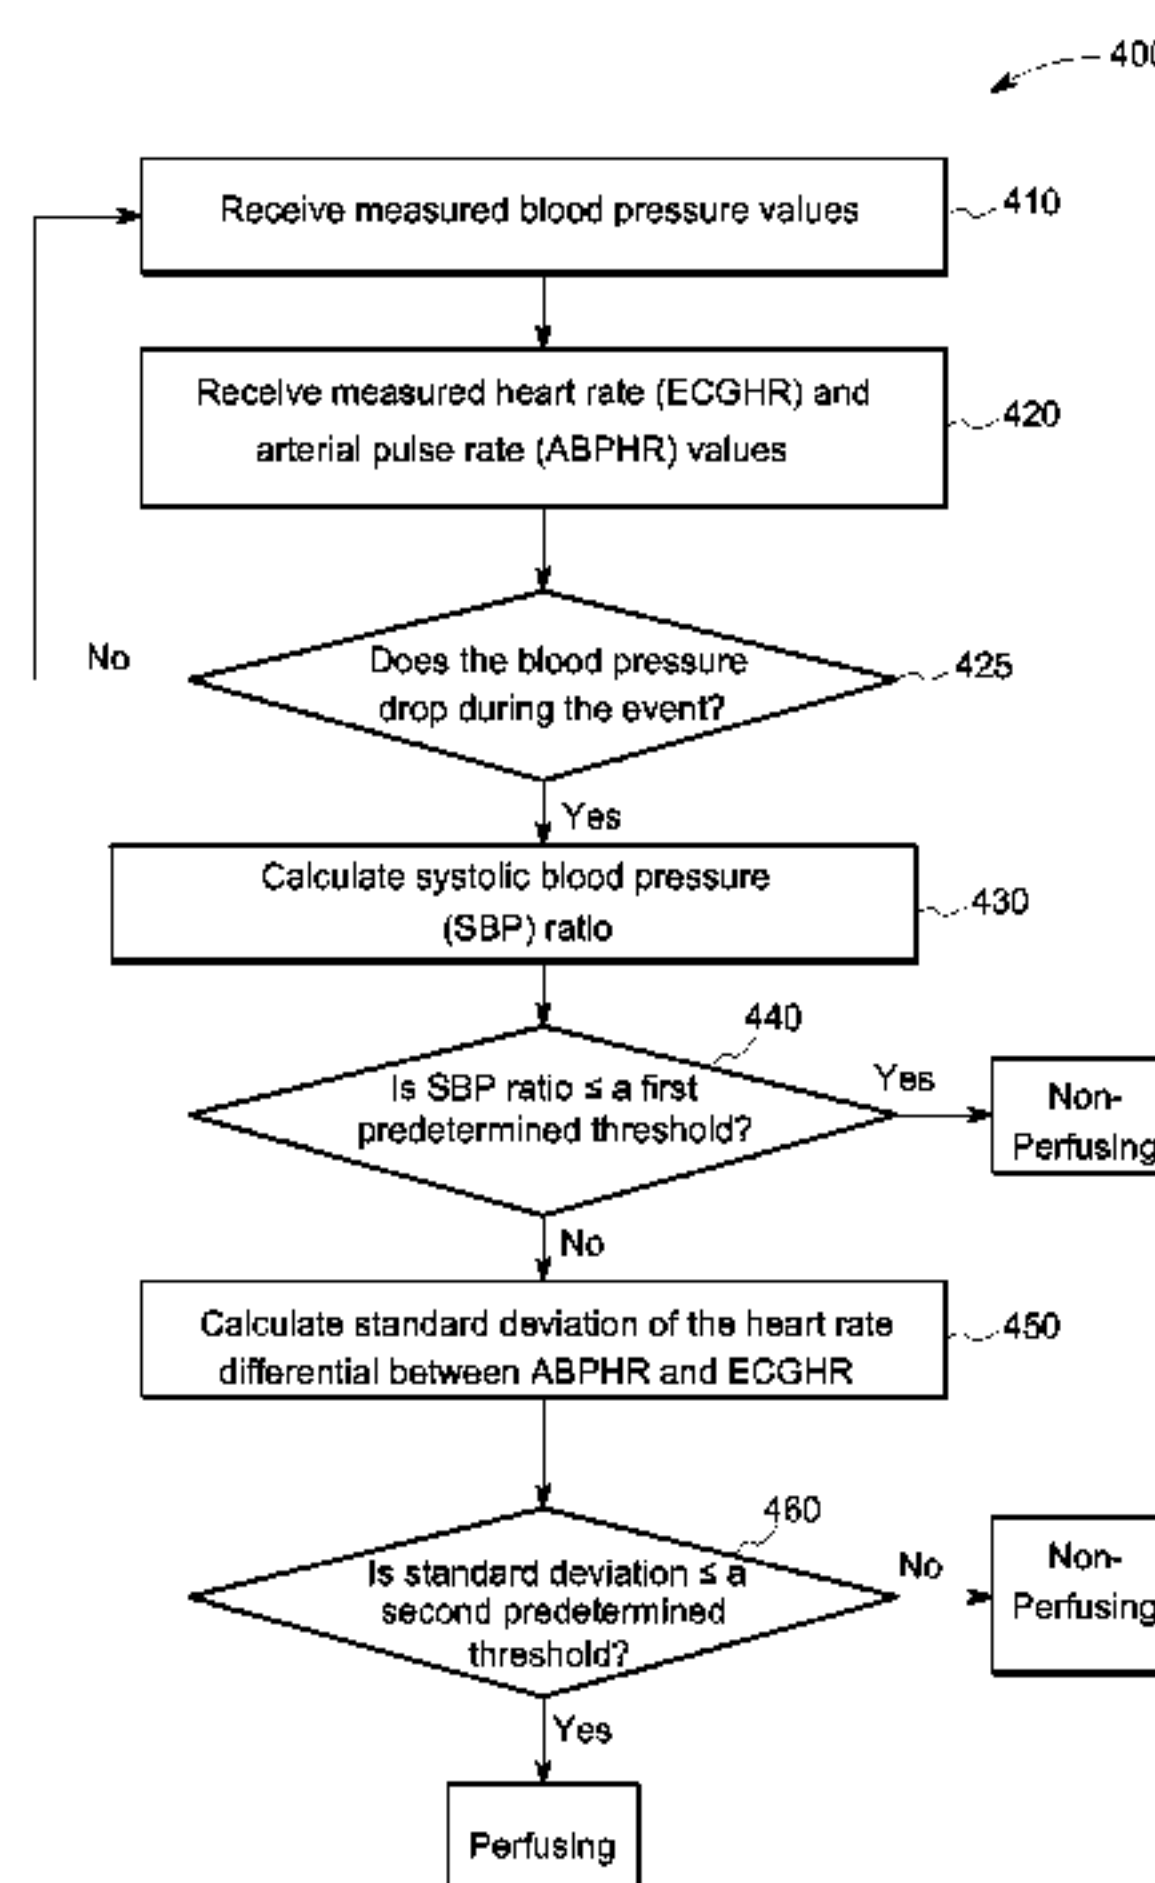 400
Receive measured blood pressure values
410
Receive measured heart rate (ECGHR) and
arterial pulse rate (ABPHR) values
420
No
Does the blood pressure
drop during the event?
425
Yes
Calculate systolic blood pressure
(SBP) ratio
430
440
Is SBP ratio ≤ a first
predetermined threshold?
Yes
Non-
Perfusing
No
Calculate standard deviation of the heart rate
differential between ABPHR and ECGHR
450
460
Is standard deviation ≤ a
second predetermined
threshold?
No
Non-
Perfusing
Yes
Perfusing